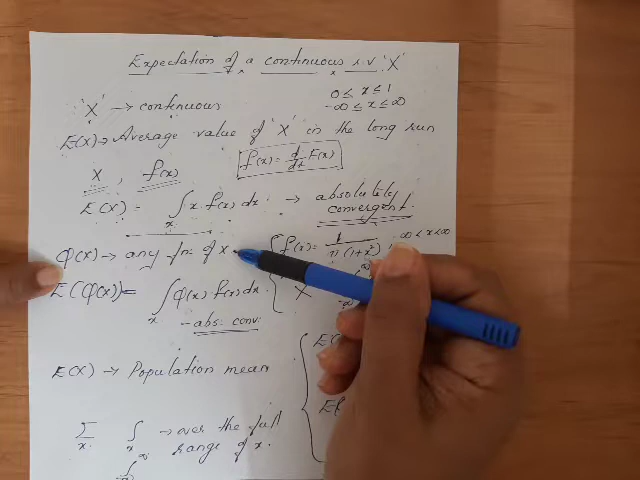 Expectation of a continuous r.v 'X'
'X' → continuous
0 ≤ x ≤ 1
-∞ ≤ x ≤ ∞
E(X) → Average value of 'X' in the long run
f(x) = d/dx F(x)
X , f(x)
E(X) = ∫x x. f(x) dx → absolutely convergent.
φ(x) → any fn. of x
f(x) = 1/π(1+x²) , -∞ < x < ∞
E(φ(x)) = ∫x φ(x) f(x) dx
X
- abs. conv.
E(X) → Population mean
Σx ∫x → over the full
range of x.